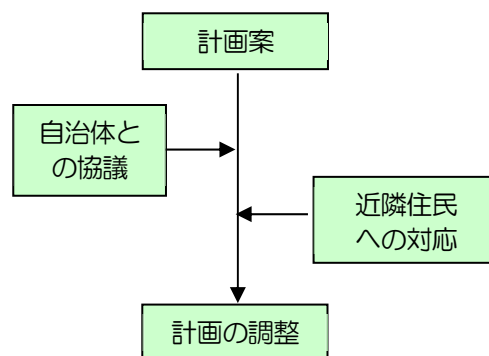 計画案
自治体と
の協議
近隣住民
への対応
計画の調整